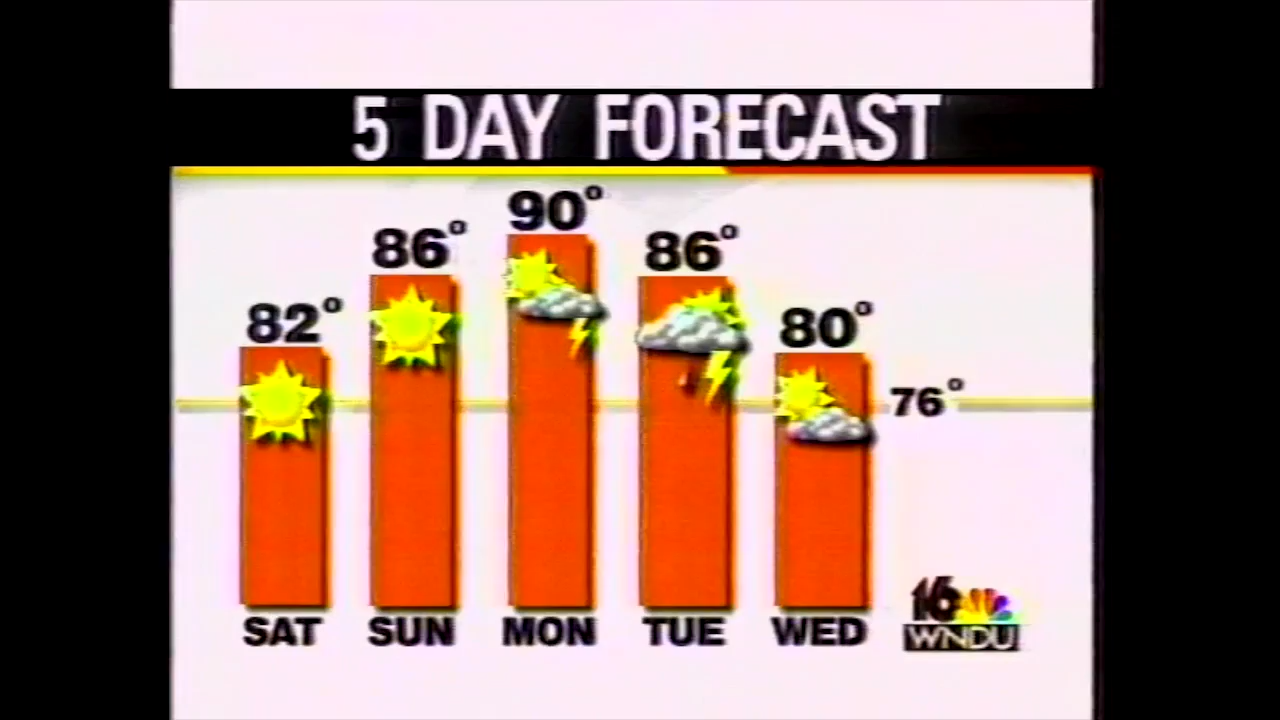 5 DAY FORECAST
82° 86° 90° 86° 80°
76°
SAT SUN MON TUE WED
16
WNDU